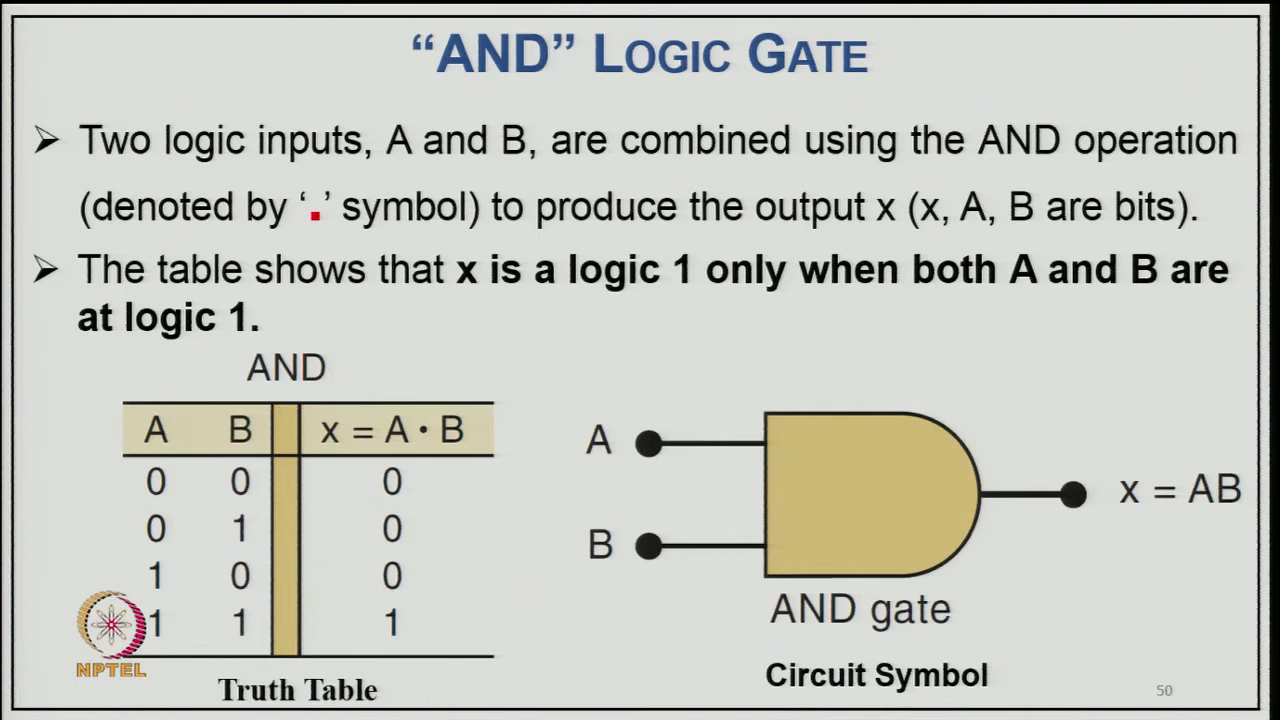 “AND” LOGIC GATE
➢ Two logic inputs, A and B, are combined using the AND operation
(denoted by ‘.’ symbol) to produce the output x (x, A, B are bits).
➢ The table shows that x is a logic 1 only when both A and B are
at logic 1.
AND
A B x = A • B
0 0 0
0 1 0
1 0 0
1 1 1
Truth Table
A
B
x = AB
AND gate
Circuit Symbol
NPTEL
50